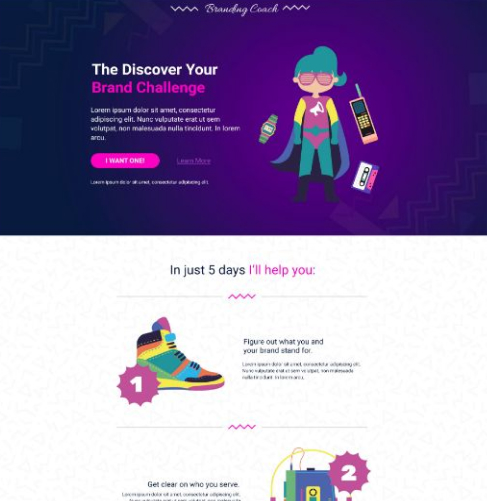 Branding Coach
The Discover Your
Brand Challenge
Lorem ipsum dolor sit amet, consectetur
adipiscing elit. Nunc vulputate erat ut sem
volutpat, non malesuada nulla tincidunt. In lorem
arcu.
I WANT ONE!
Learn More
Lorem ipsum dolor sit amet, consectetur adipiscing elit.
In just 5 days I'll help you:
Figure out what you and
your brand stand for.
Lorem ipsum dolor sit amet, consectetur adipiscing elit.
Nunc vulputate erat ut sem volutpat, non malesuada
nulla tincidunt. In lorem arcu.
1
2
Get clear on who you serve.
Lorem ipsum dolor sit amet, consectetur adipiscing elit.